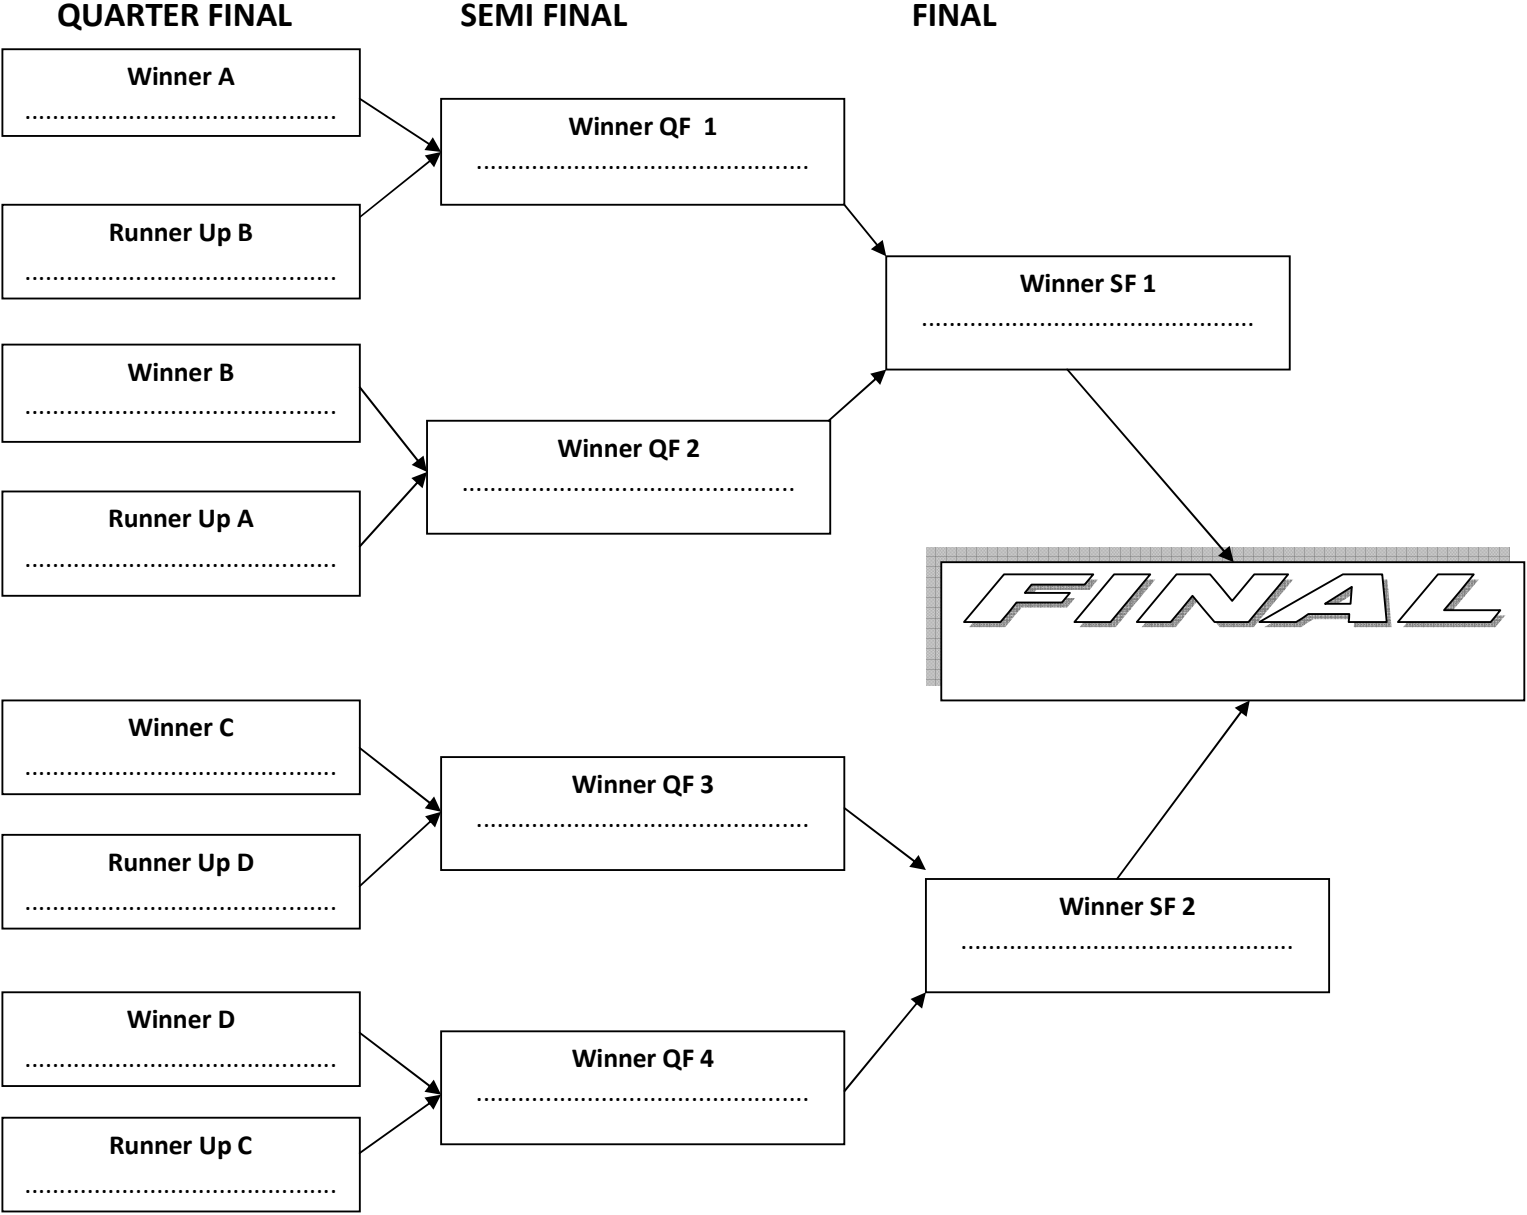 QUARTER FINAL SEMI FINAL FINAL
Winner A
..............................................
Runner Up B
..............................................
Winner B
..............................................
Runner Up A
..............................................
Winner C
..............................................
Runner Up D
..............................................
Winner D
..............................................
Runner Up C
..............................................
Winner QF  1
.................................................
Winner QF 2
.................................................
Winner QF 3
.................................................
Winner QF 4
.................................................
Winner SF 1
.................................................
FINAL
Winner SF 2
.................................................